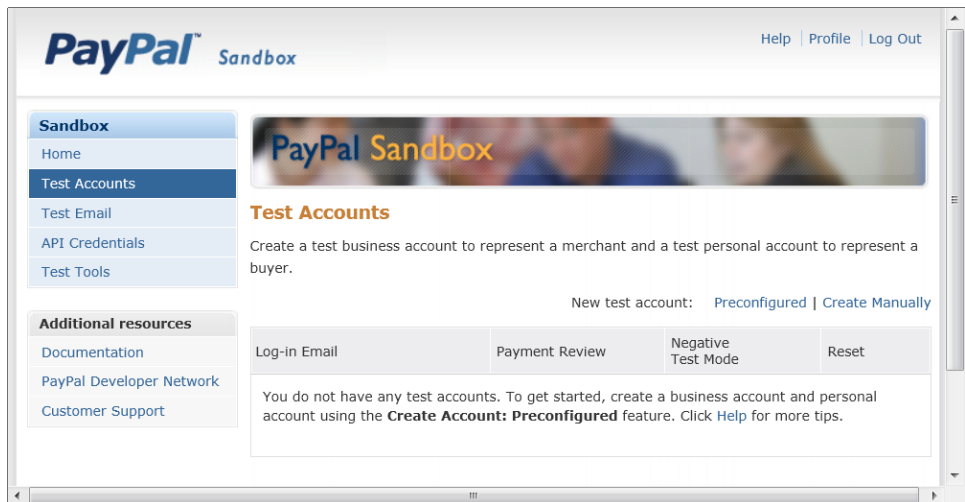 PayPal™ Sandbox
Help | Profile | Log Out
Sandbox
Home
Test Accounts
Test Email
API Credentials
Test Tools
Additional resources
Documentation
PayPal Developer Network
Customer Support
PayPal Sandbox
Test Accounts
Create a test business account to represent a merchant and a test personal account to represent a
buyer.
New test account: Preconfigured | Create Manually
Log-in Email Payment Review Negative Test Mode Reset
You do not have any test accounts. To get started, create a business account and personal
account using the Create Account: Preconfigured feature. Click Help for more tips.